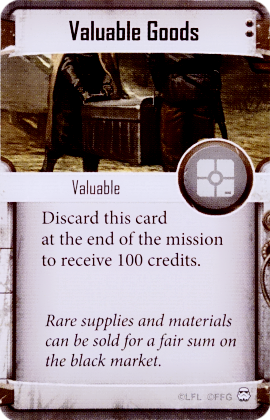 Valuable Goods
Valuable
Discard this card
at the end of the mission
to receive 100 credits.
Rare supplies and materials
can be sold for a fair sum on
the black market.
©LFL ©FFG